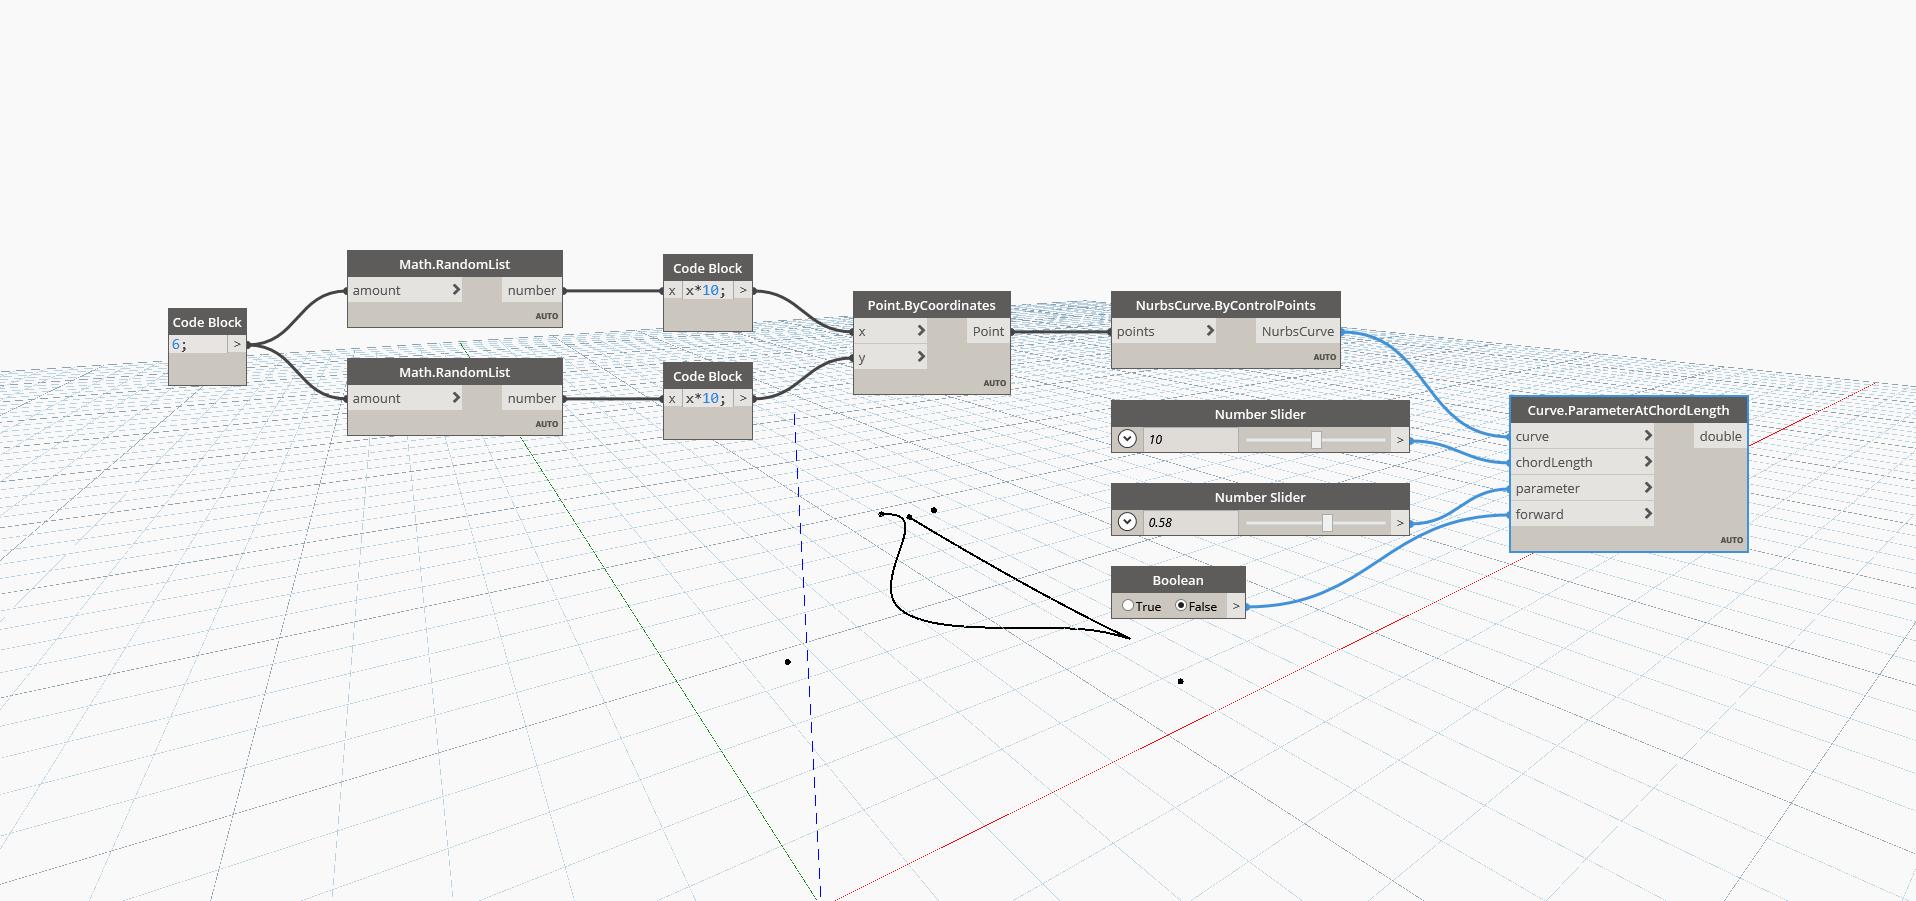 Code Block
6; >
Math.RandomList
amount > number
AUTO
Math.RandomList
amount > number
AUTO
Code Block
x x*10; >
Code Block
x x*10; >
Point.ByCoordinates
x > Point
y >
AUTO
NurbsCurve.ByControlPoints
points > NurbsCurve
AUTO
Number Slider
10 >
Number Slider
0.58 >
Boolean
True False >
Curve.ParameterAtChordLength
curve > double
chordLength >
parameter >
forward >
AUTO